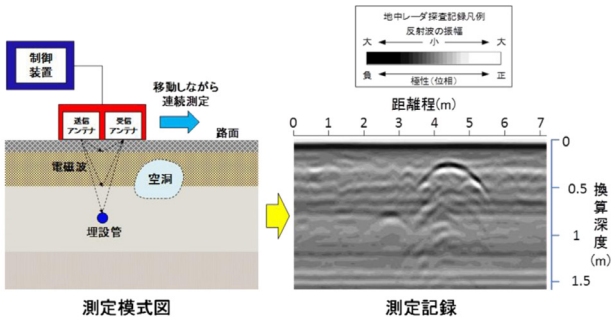 制御
装置
送信
アンテナ
受信
アンテナ
移動しながら
連続測定
路面
電磁波
空洞
埋設管
測定模式図
地中レーダ探査記録凡例
反射波の振幅
大 小 大
負 極性(位相) 正
距離程(m)
0 1 2 3 4 5 6 7
0
0.5
1
1.5
換算深度(m)
測定記録